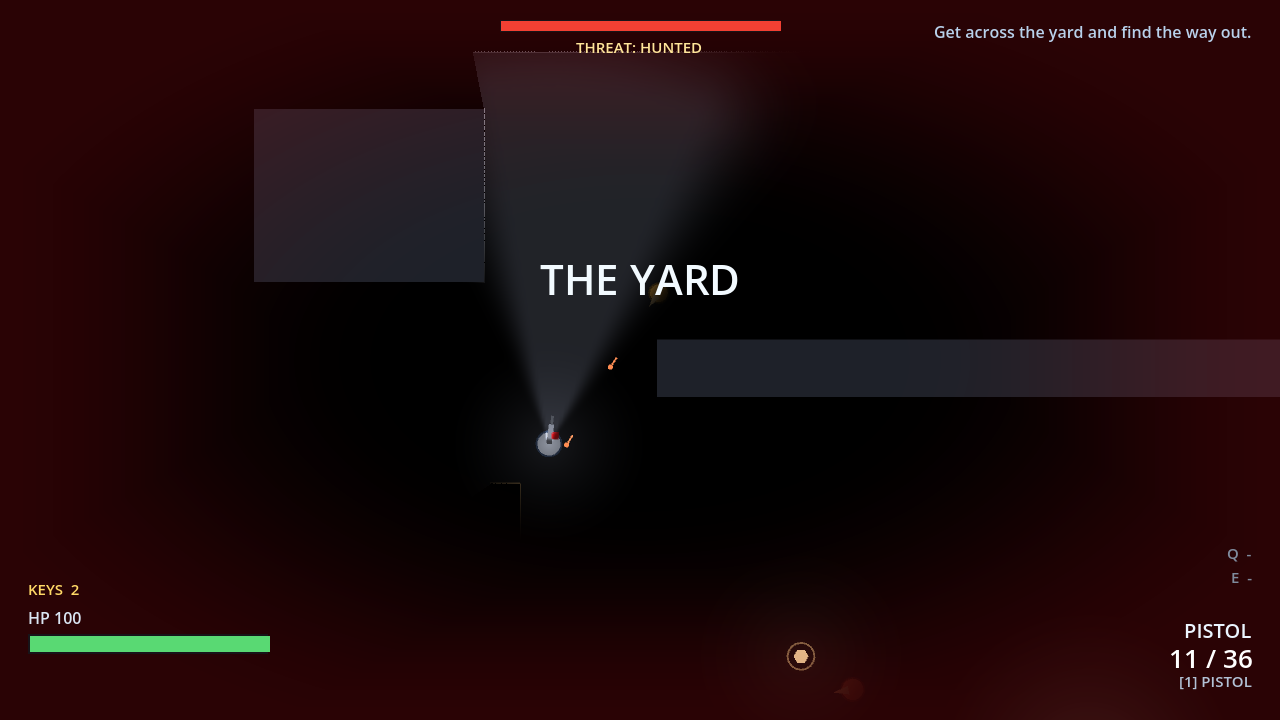 THREAT: HUNTED
Get across the yard and find the way out.
THE YARD
Q -
E -
KEYS 2
HP 100
PISTOL
11 / 36
[1] PISTOL